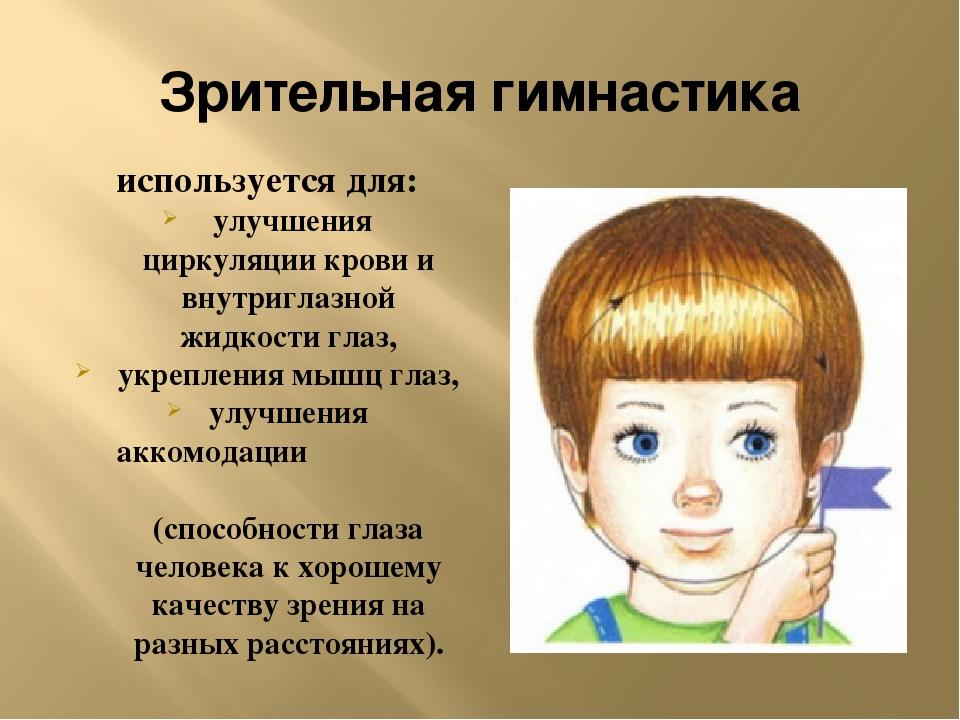 Зрительная гимнастика
используется для:
улучшения
циркуляции крови и
внутриглазной
жидкости глаз,
укрепления мышц глаз,
улучшения
аккомодации
(способности глаза
человека к хорошему
качеству зрения на
разных расстояниях).